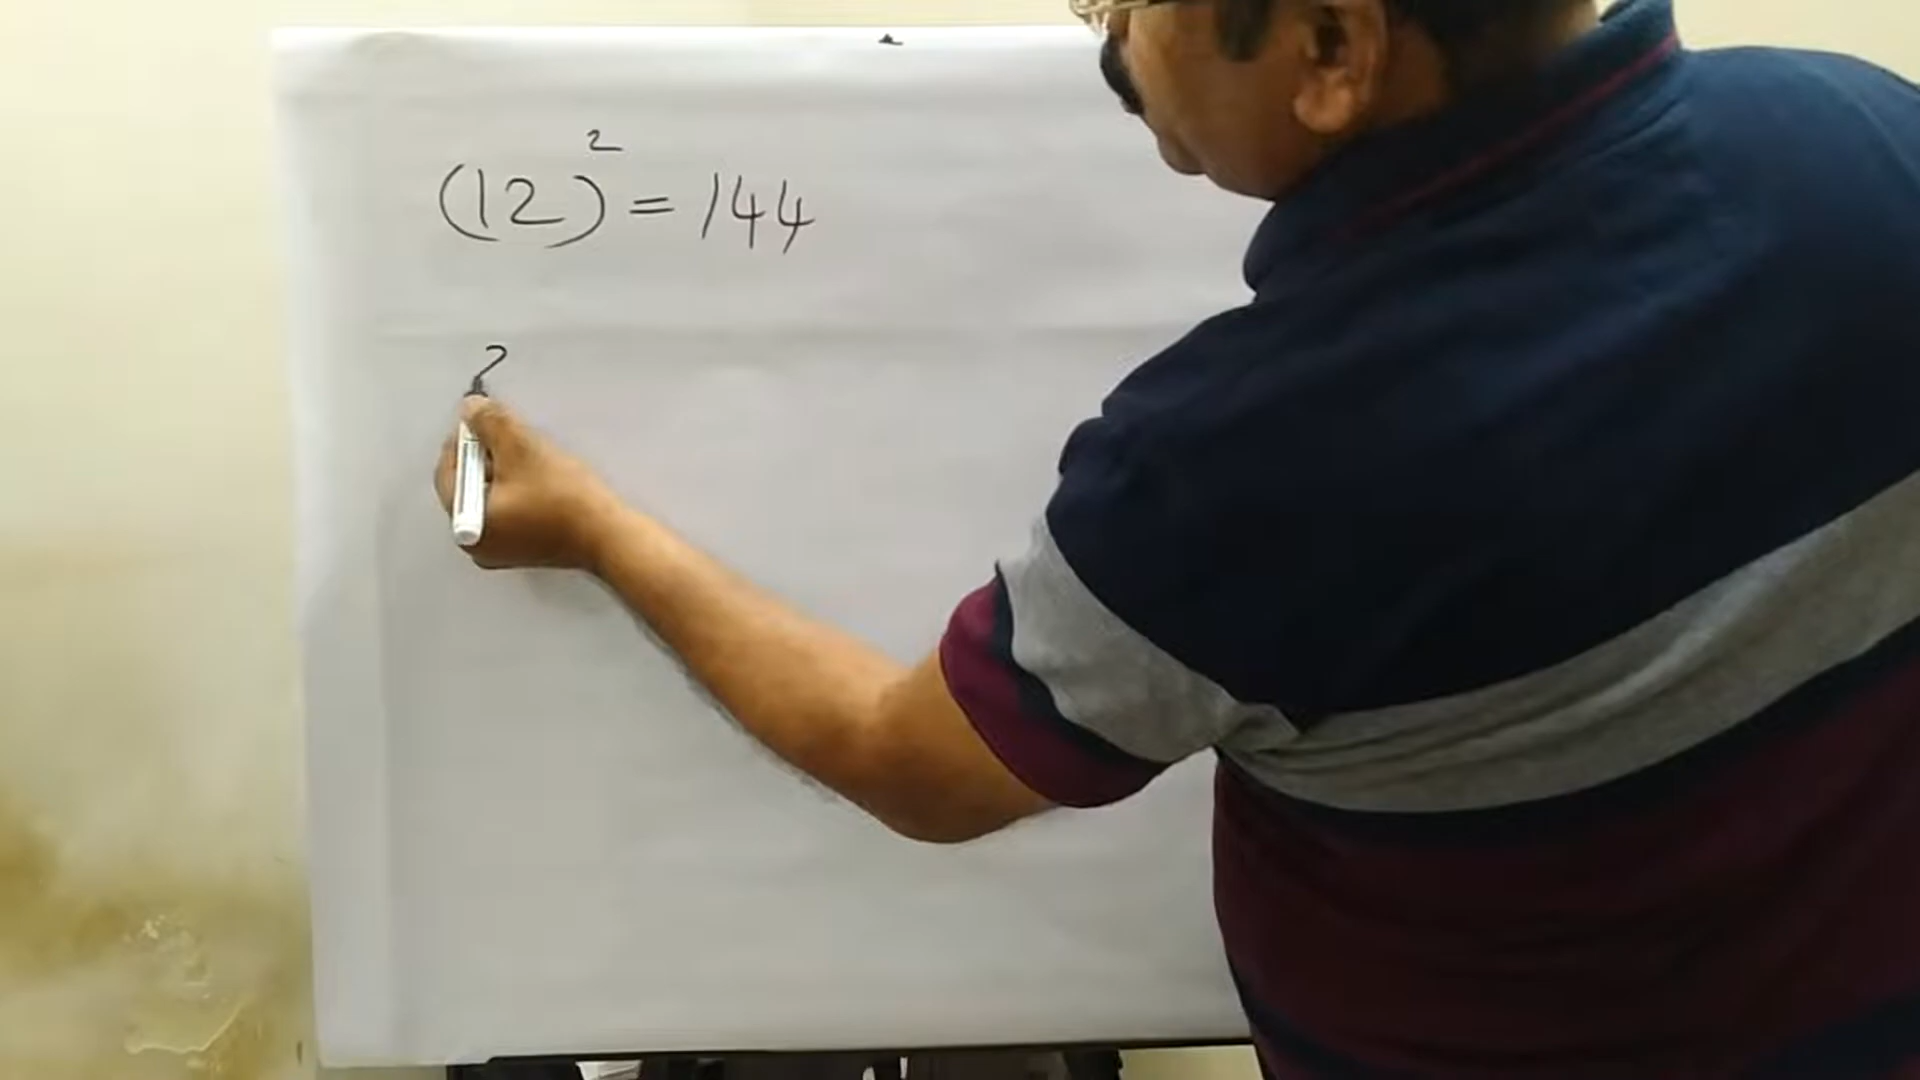 (12)² = 144
2